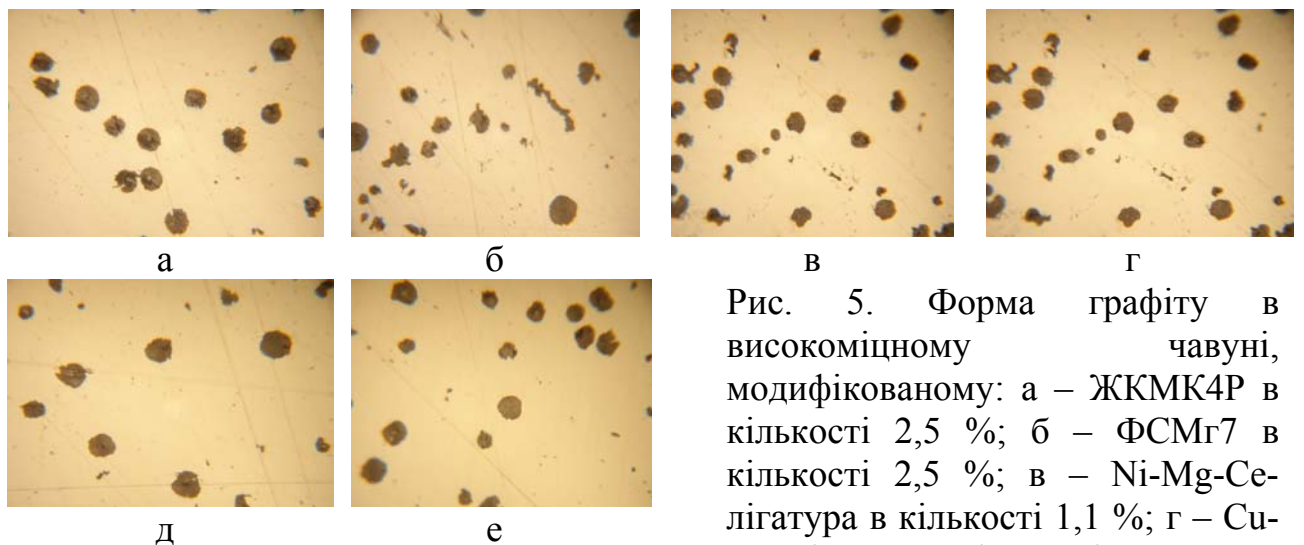 а
б
в
г
д
е
Рис. 5. Форма графіту в
високоміцному чавуні,
модифікованому: а – ЖКМК4Р в
кількості 2,5 %; б – ФСМг7 в
кількості 2,5 %; в – Ni-Mg-Ce-
лігатура в кількості 1,1 %; г – Cu-